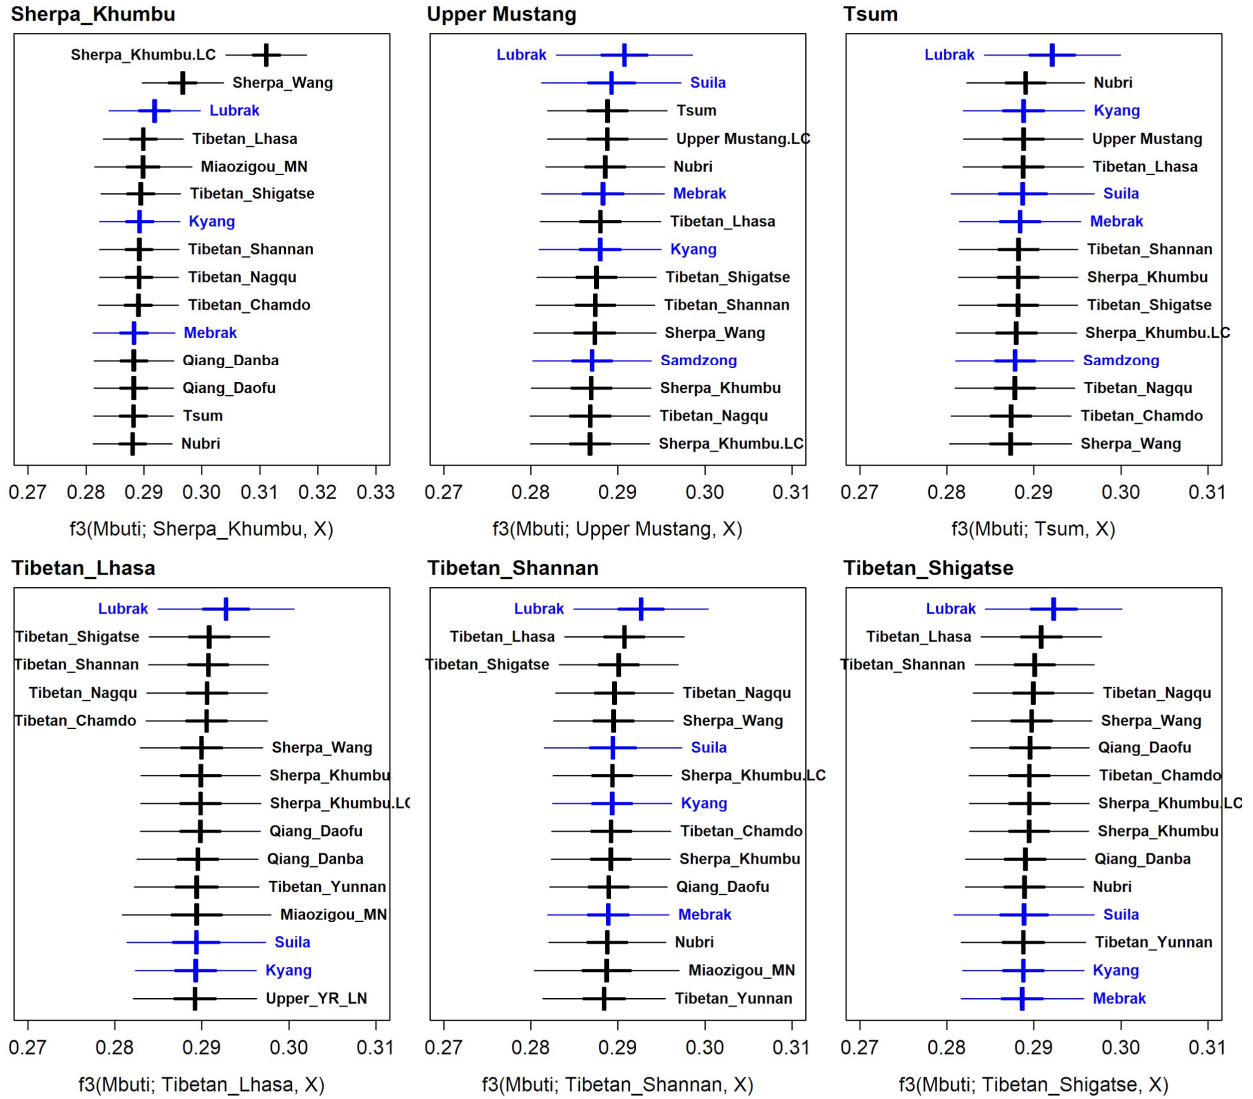 Sherpa_Khumbu
Sherpa_Khumbu.LC
Sherpa_Wang
Lubrak
Tibetan_Lhasa
Miaozigou_MN
Tibetan_Shigatse
Kyang
Tibetan_Shannan
Tibetan_Nagqu
Tibetan_Chamdo
Mebrak
Qiang_Danba
Qiang_Daofu
Tsum
Nubri
0.27 0.28 0.29 0.30 0.31 0.32 0.33
f3(Mbuti; Sherpa_Khumbu, X)
Upper Mustang
Lubrak
Suila
Tsum
Upper Mustang.LC
Nubri
Mebrak
Tibetan_Lhasa
Kyang
Tibetan_Shigatse
Tibetan_Shannan
Sherpa_Wang
Samdzong
Sherpa_Khumbu
Tibetan_Nagqu
Sherpa_Khumbu.LC
0.27 0.28 0.29 0.30 0.31
f3(Mbuti; Upper Mustang, X)
Tsum
Lubrak
Nubri
Kyang
Upper Mustang
Tibetan_Lhasa
Suila
Mebrak
Tibetan_Shannan
Sherpa_Khumbu
Tibetan_Shigatse
Sherpa_Khumbu.LC
Samdzong
Tibetan_Nagqu
Tibetan_Chamdo
Sherpa_Wang
0.27 0.28 0.29 0.30 0.31
f3(Mbuti; Tsum, X)
Tibetan_Lhasa
Lubrak
Tibetan_Shigatse
Tibetan_Shannan
Tibetan_Nagqu
Tibetan_Chamdo
Sherpa_Wang
Sherpa_Khumbu
Sherpa_Khumbu.LC
Qiang_Daofu
Qiang_Danba
Tibetan_Yunnan
Miaozigou_MN
Suila
Kyang
Upper_YR_LN
0.27 0.28 0.29 0.30 0.31
f3(Mbuti; Tibetan_Lhasa, X)
Tibetan_Shannan
Lubrak
Tibetan_Lhasa
Tibetan_Shigatse
Tibetan_Nagqu
Sherpa_Wang
Suila
Sherpa_Khumbu.LC
Kyang
Tibetan_Chamdo
Sherpa_Khumbu
Qiang_Daofu
Mebrak
Nubri
Miaozigou_MN
Tibetan_Yunnan
0.27 0.28 0.29 0.30 0.31
f3(Mbuti; Tibetan_Shannan, X)
Tibetan_Shigatse
Lubrak
Tibetan_Lhasa
Tibetan_Shannan
Tibetan_Nagqu
Sherpa_Wang
Qiang_Daofu
Tibetan_Chamdo
Sherpa_Khumbu.LC
Sherpa_Khumbu
Qiang_Danba
Nubri
Suila
Tibetan_Yunnan
Kyang
Mebrak
0.27 0.28 0.29 0.30 0.31
f3(Mbuti; Tibetan_Shigatse, X)